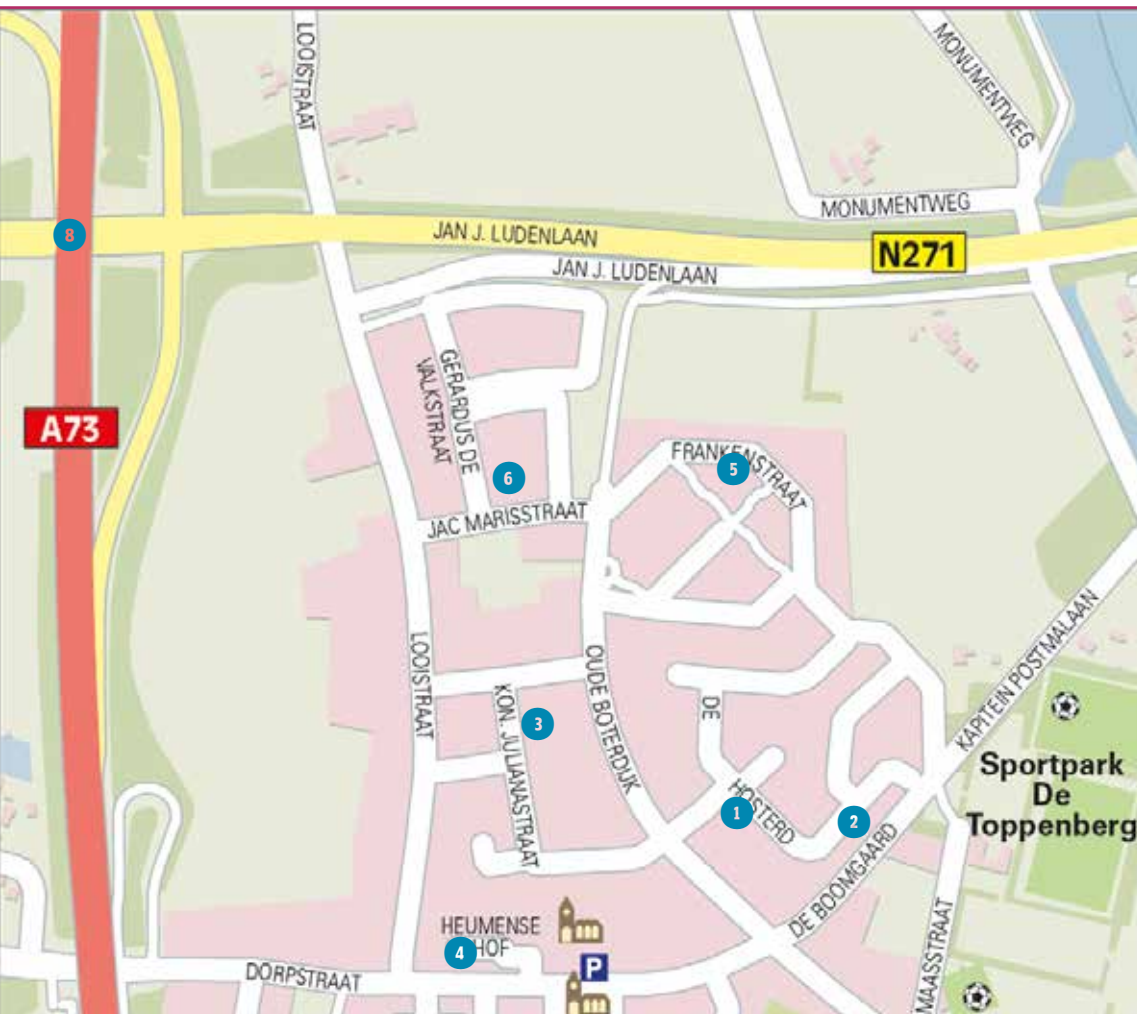 LOOISTRAAT
MONUMENTWEG
MONUMENTWEG
8
JAN J. LUDENLAAN
N271
JAN J. LUDENLAAN
GERARDUS DE
VALKSTRAAT
A73
FRANKENSTRAAT
5
6
JAC MARISSTRAAT
LOOISTRAAT
OUDE BOTERDIJK
KAPITEIN POSTMALAAN
KON. JULIANASTRAAT
3
DE
HOSTERD
1
2
Sportpark
De
Toppenberg
DE BOOMGAARD
MAASSTRAAT
HEUMENSE
HOF
4
P
DORPSTRAAT